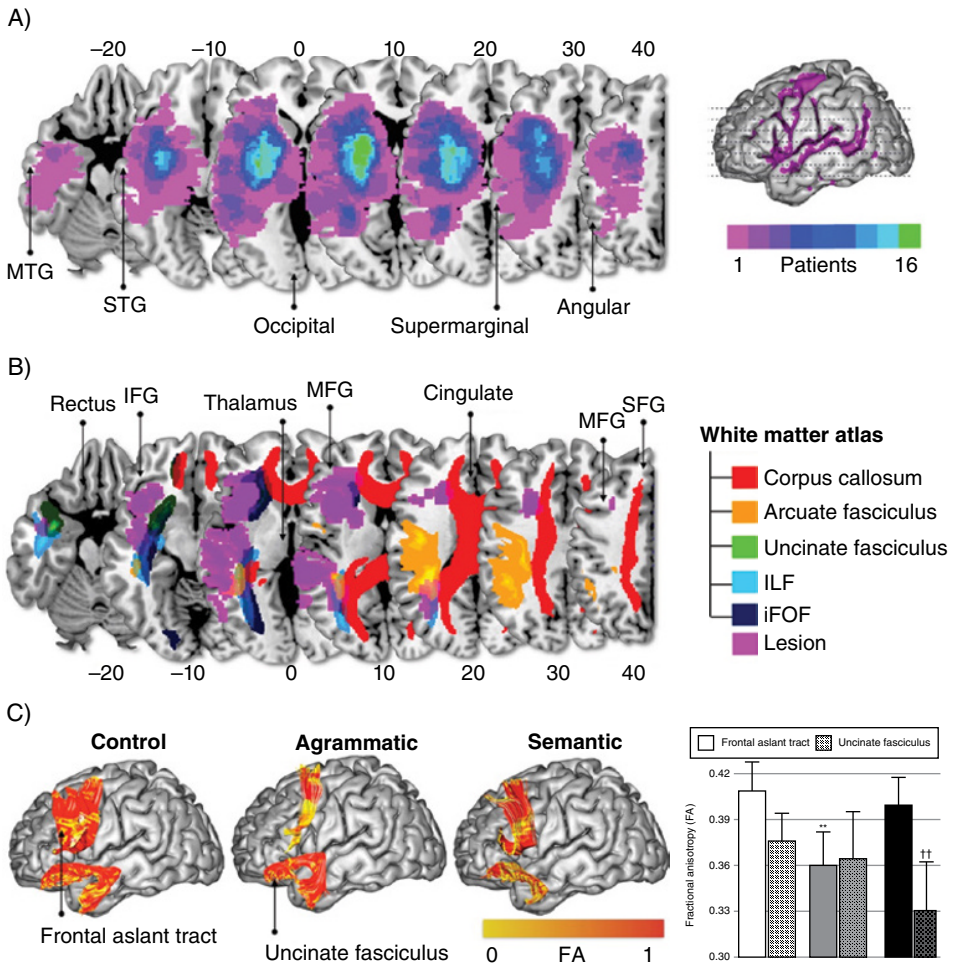 A)
–20 –10 0 10 20 30 40
MTG
STG
Occipital
Supermarginal
Angular
1 Patients 16
B)
Rectus IFG Thalamus MFG Cingulate MFG SFG
–20 –10 0 10 20 30 40
White matter atlas
Corpus callosum
Arcuate fasciculus
Uncinate fasciculus
ILF
iFOF
Lesion
C)
Control Agrammatic Semantic
Frontal aslant tract
Uncinate fasciculus
0 FA 1
Frontal aslant tract Uncinate fasciculus
Fractional anisotropy (FA)
0.42
0.39
0.36
0.33
0.30
**
††